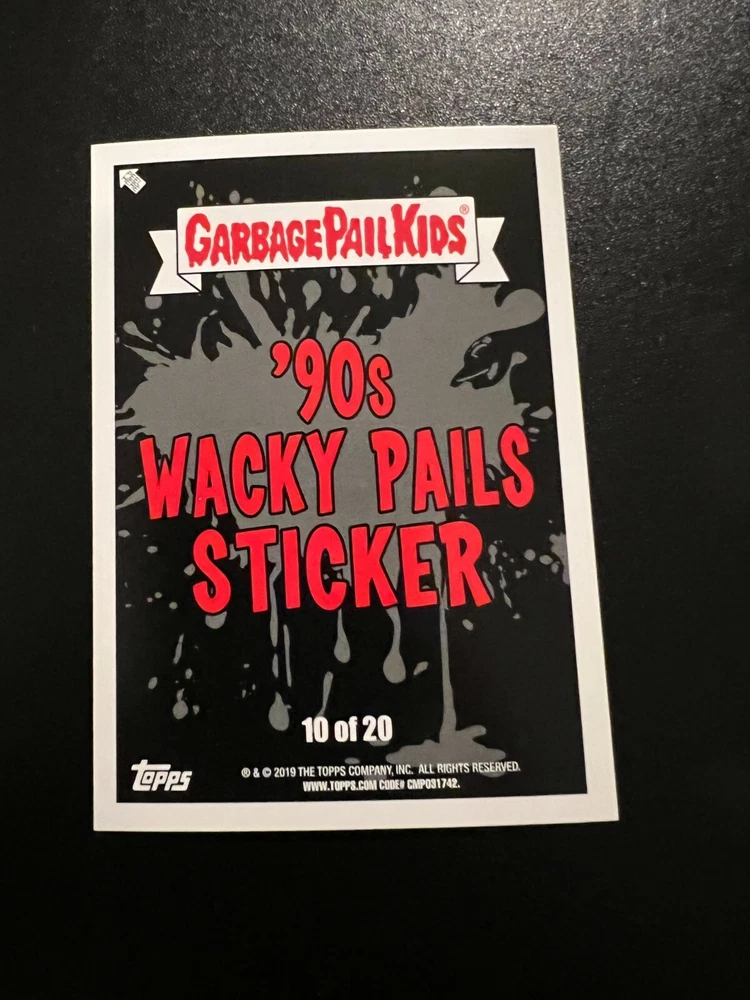 GARBAGE PAIL KIDS®
'90s
WACKY PAILS
STICKER
10 of 20
topps
® & © 2019 THE TOPPS COMPANY, INC. ALL RIGHTS RESERVED.
WWW.TOPPS.COM CODE# CMP091742.